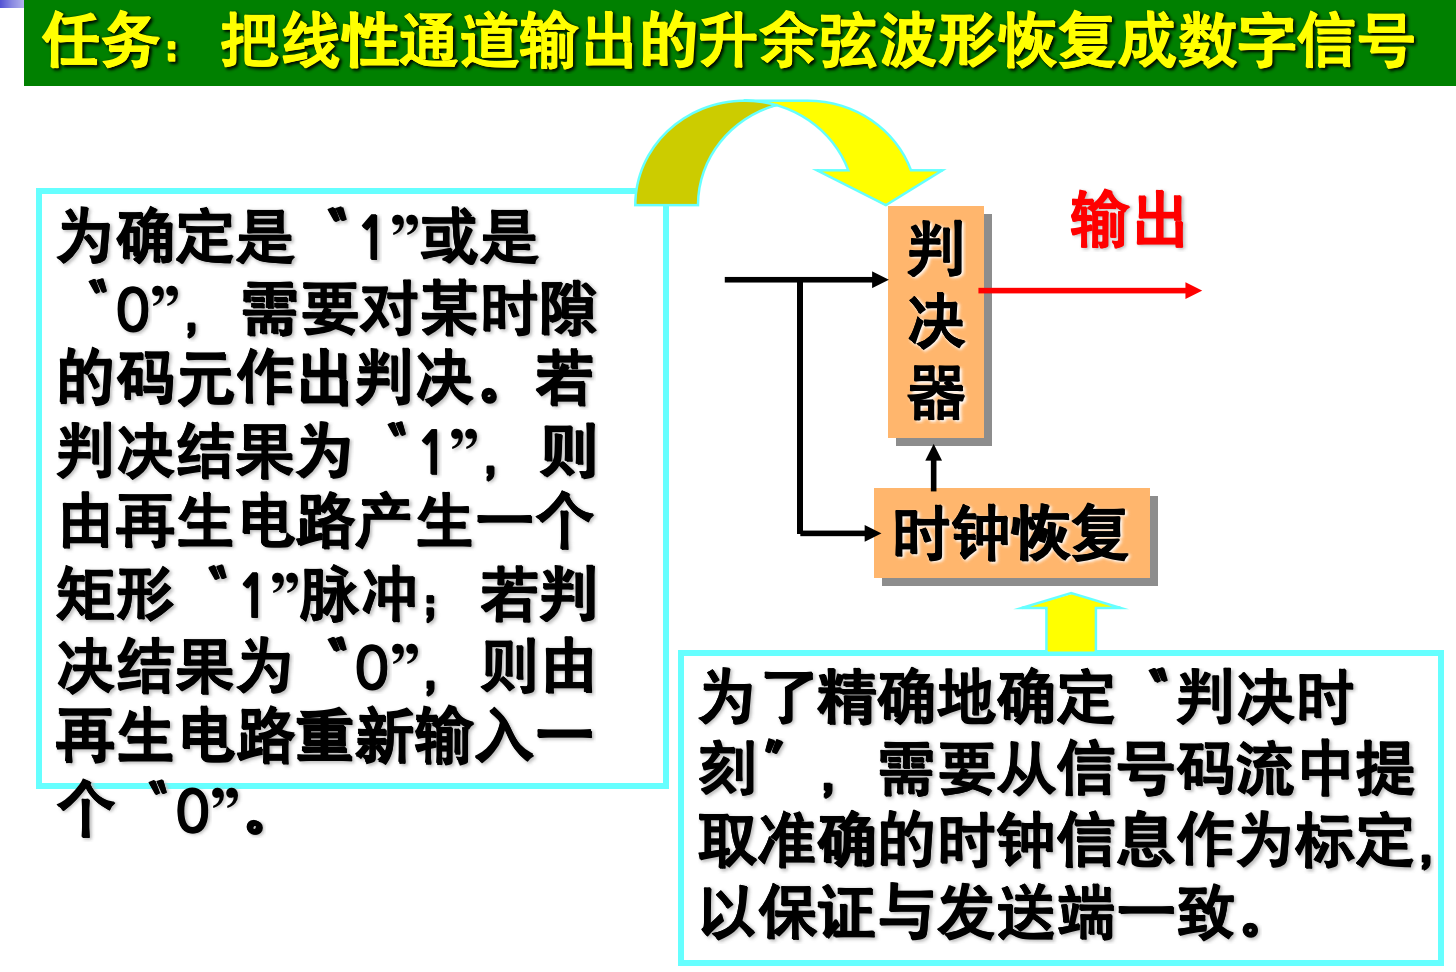 任务：把线性通道输出的升余弦波形恢复成数字信号
为确定是〝1”或是
〝0”，需要对某时隙
的码元作出判决。若
判决结果为〝1”，则
由再生电路产生一个
矩形〝1”脉冲；若判
决结果为〝0”，则由
再生电路重新输入一
个〝0”。
输出
判
决
器
时钟恢复
为了精确地确定〝判决时
刻〞，需要从信号码流中提
取准确的时钟信息作为标定，
以保证与发送端一致。